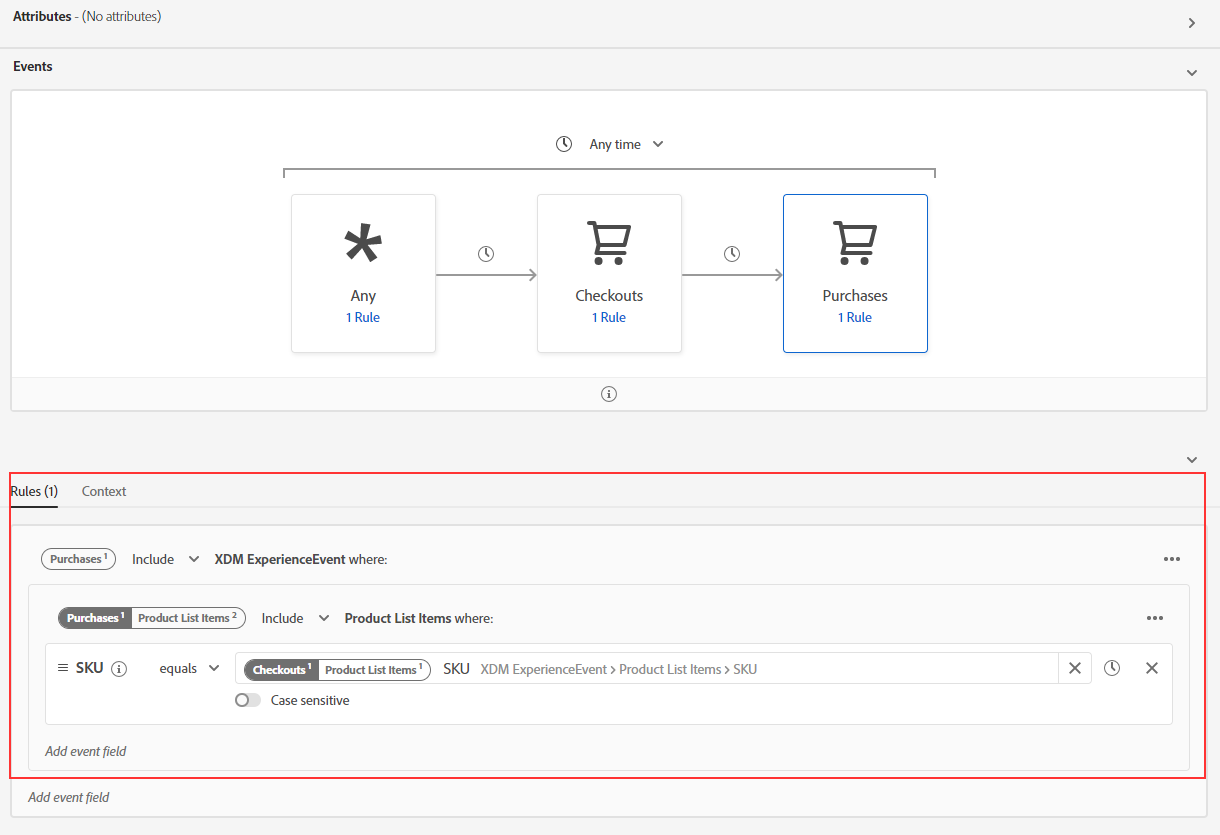 Attributes - (No attributes)
Events
Any time
Any Checkouts Purchases
1 Rule 1 Rule 1 Rule
Rules (1) Context
Purchases 1 Include XDM ExperienceEvent where:
Purchases 1 Product List Items 2 Include Product List Items where:
SKU equals Checkouts 1 Product List Items 1 SKU XDM ExperienceEvent > Product List Items > SKU
Case sensitive
Add event field
Add event field